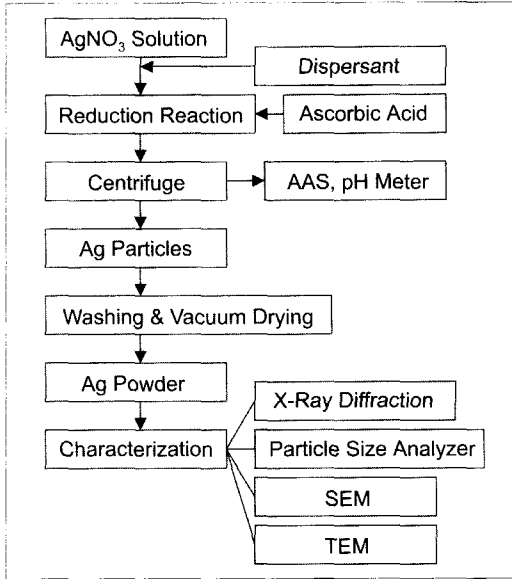 AgNO₃ Solution
Dispersant
Reduction Reaction
Ascorbic Acid
Centrifuge
AAS, pH Meter
Ag Particles
Washing & Vacuum Drying
Ag Powder
X-Ray Diffraction
Characterization
Particle Size Analyzer
SEM
TEM